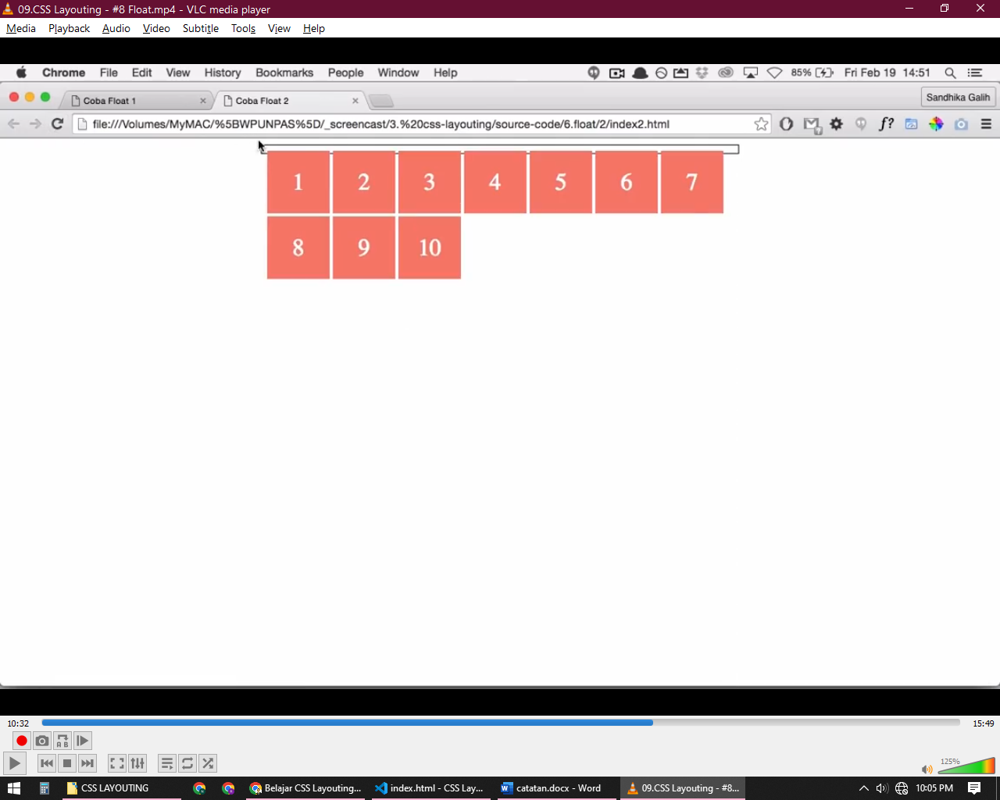 09.CSS Layouting - #8 Float.mp4 - VLC media player
Media Playback Audio Video Subtitle Tools View Help
Chrome File Edit View History Bookmarks People Window Help 85% Fri Feb 19 14:51
Coba Float 1 Coba Float 2 Sandhika Galih
file:///Volumes/MyMAC/%5BWPUNPAS%5D/_screencast/3.%20css-layouting/source-code/6.float/2/index2.html f?
1 2 3 4 5 6 7
8 9 10
10:32 15:49
A B
125%
CSS LAYOUTING Belajar CSS Layouting... index.html - CSS Lay... catatan.docx - Word 09.CSS Layouting - #8... 10:05 PM